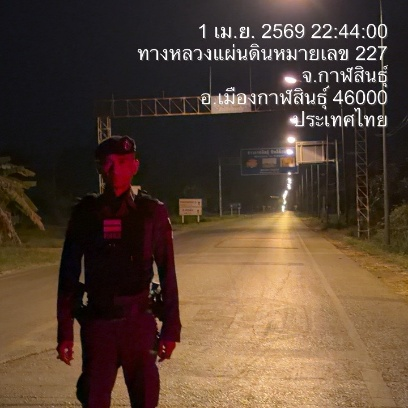 1 เม.ย. 2569 22:44:00
ทางหลวงแผ่นดินหมายเลข 227
จ.กาฬสินธุ์
อ.เมืองกาฬสินธุ์ 46000
ประเทศไทย